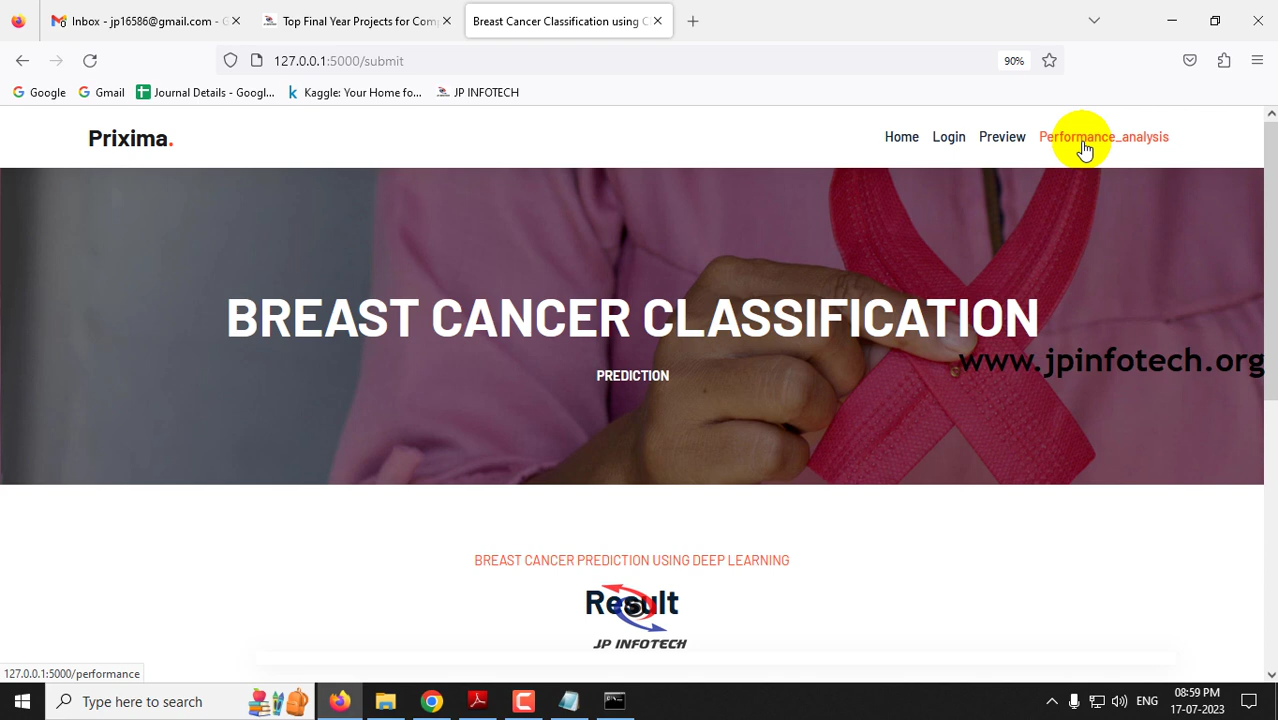 Inbox - jp16586@gmail.com - G
Top Final Year Projects for Comp
Breast Cancer Classification using C
127.0.0.1:5000/submit
90%
Google
Gmail
Journal Details - Googl...
Kaggle: Your Home fo...
JP INFOTECH
Prixima.
Home
Login
Preview
Performance_analysis
BREAST CANCER CLASSIFICATION
www.jpinfotech.org
PREDICTION
BREAST CANCER PREDICTION USING DEEP LEARNING
Result
JP INFOTECH
127.0.0.1:5000/performance
Type here to search
ENG
08:59 PM
17-07-2023